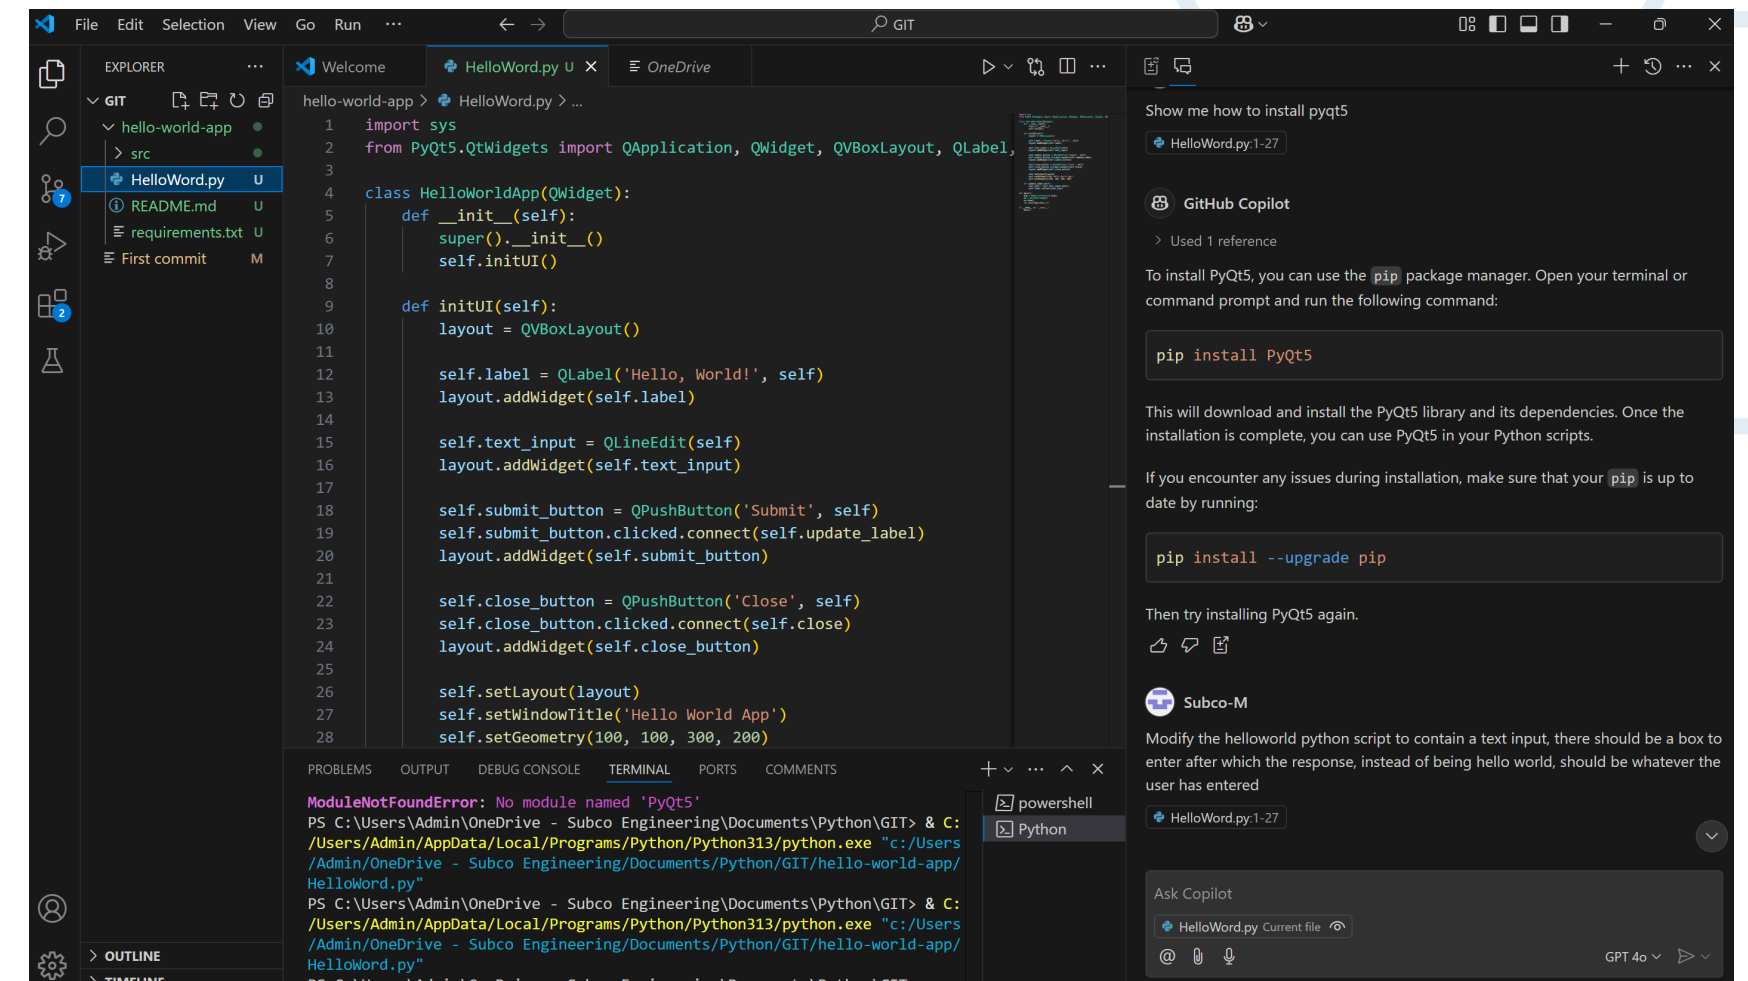 File Edit Selection View Go Run ··· GIT
EXPLORER ···
GIT
hello-world-app
src
HelloWord.py U
README.md U
requirements.txt U
First commit M
7
2
OUTLINE
TIMELINE
Welcome HelloWord.py U OneDrive
hello-world-app > HelloWord.py > ...
1 import sys
2 from PyQt5.QtWidgets import QApplication, QWidget, QVBoxLayout, QLabel,
3
4 class HelloWorldApp(QWidget):
5 def __init__(self):
6 super().__init__()
7 self.initUI()
8
9 def initUI(self):
10 layout = QVBoxLayout()
11
12 self.label = QLabel('Hello, World!', self)
13 layout.addWidget(self.label)
14
15 self.text_input = QLineEdit(self)
16 layout.addWidget(self.text_input)
17
18 self.submit_button = QPushButton('Submit', self)
19 self.submit_button.clicked.connect(self.update_label)
20 layout.addWidget(self.submit_button)
21
22 self.close_button = QPushButton('Close', self)
23 self.close_button.clicked.connect(self.close)
24 layout.addWidget(self.close_button)
25
26 self.setLayout(layout)
27 self.setWindowTitle('Hello World App')
28 self.setGeometry(100, 100, 300, 200)
PROBLEMS OUTPUT DEBUG CONSOLE TERMINAL PORTS COMMENTS
ModuleNotFoundError: No module named 'PyQt5'
PS C:\Users\Admin\OneDrive - Subco Engineering\Documents\Python\GIT> & C:
/Users/Admin/AppData/Local/Programs/Python/Python313/python.exe "c:/Users
/Admin/OneDrive - Subco Engineering/Documents/Python/GIT/hello-world-app/
HelloWord.py"
PS C:\Users\Admin\OneDrive - Subco Engineering\Documents\Python\GIT> & C:
/Users/Admin/AppData/Local/Programs/Python/Python313/python.exe "c:/Users
/Admin/OneDrive - Subco Engineering/Documents/Python/GIT/hello-world-app/
HelloWord.py"
powershell
Python
Show me how to install pyqt5
HelloWord.py:1-27
GitHub Copilot
Used 1 reference
To install PyQt5, you can use the pip package manager. Open your terminal or
command prompt and run the following command:
pip install PyQt5
This will download and install the PyQt5 library and its dependencies. Once the
installation is complete, you can use PyQt5 in your Python scripts.
If you encounter any issues during installation, make sure that your pip is up to
date by running:
pip install --upgrade pip
Then try installing PyQt5 again.
Subco-M
Modify the helloworld python script to contain a text input, there should be a box to
enter after which the response, instead of being hello world, should be whatever the
user has entered
HelloWord.py:1-27
Ask Copilot
HelloWord.py Current file
@ GPT 4o